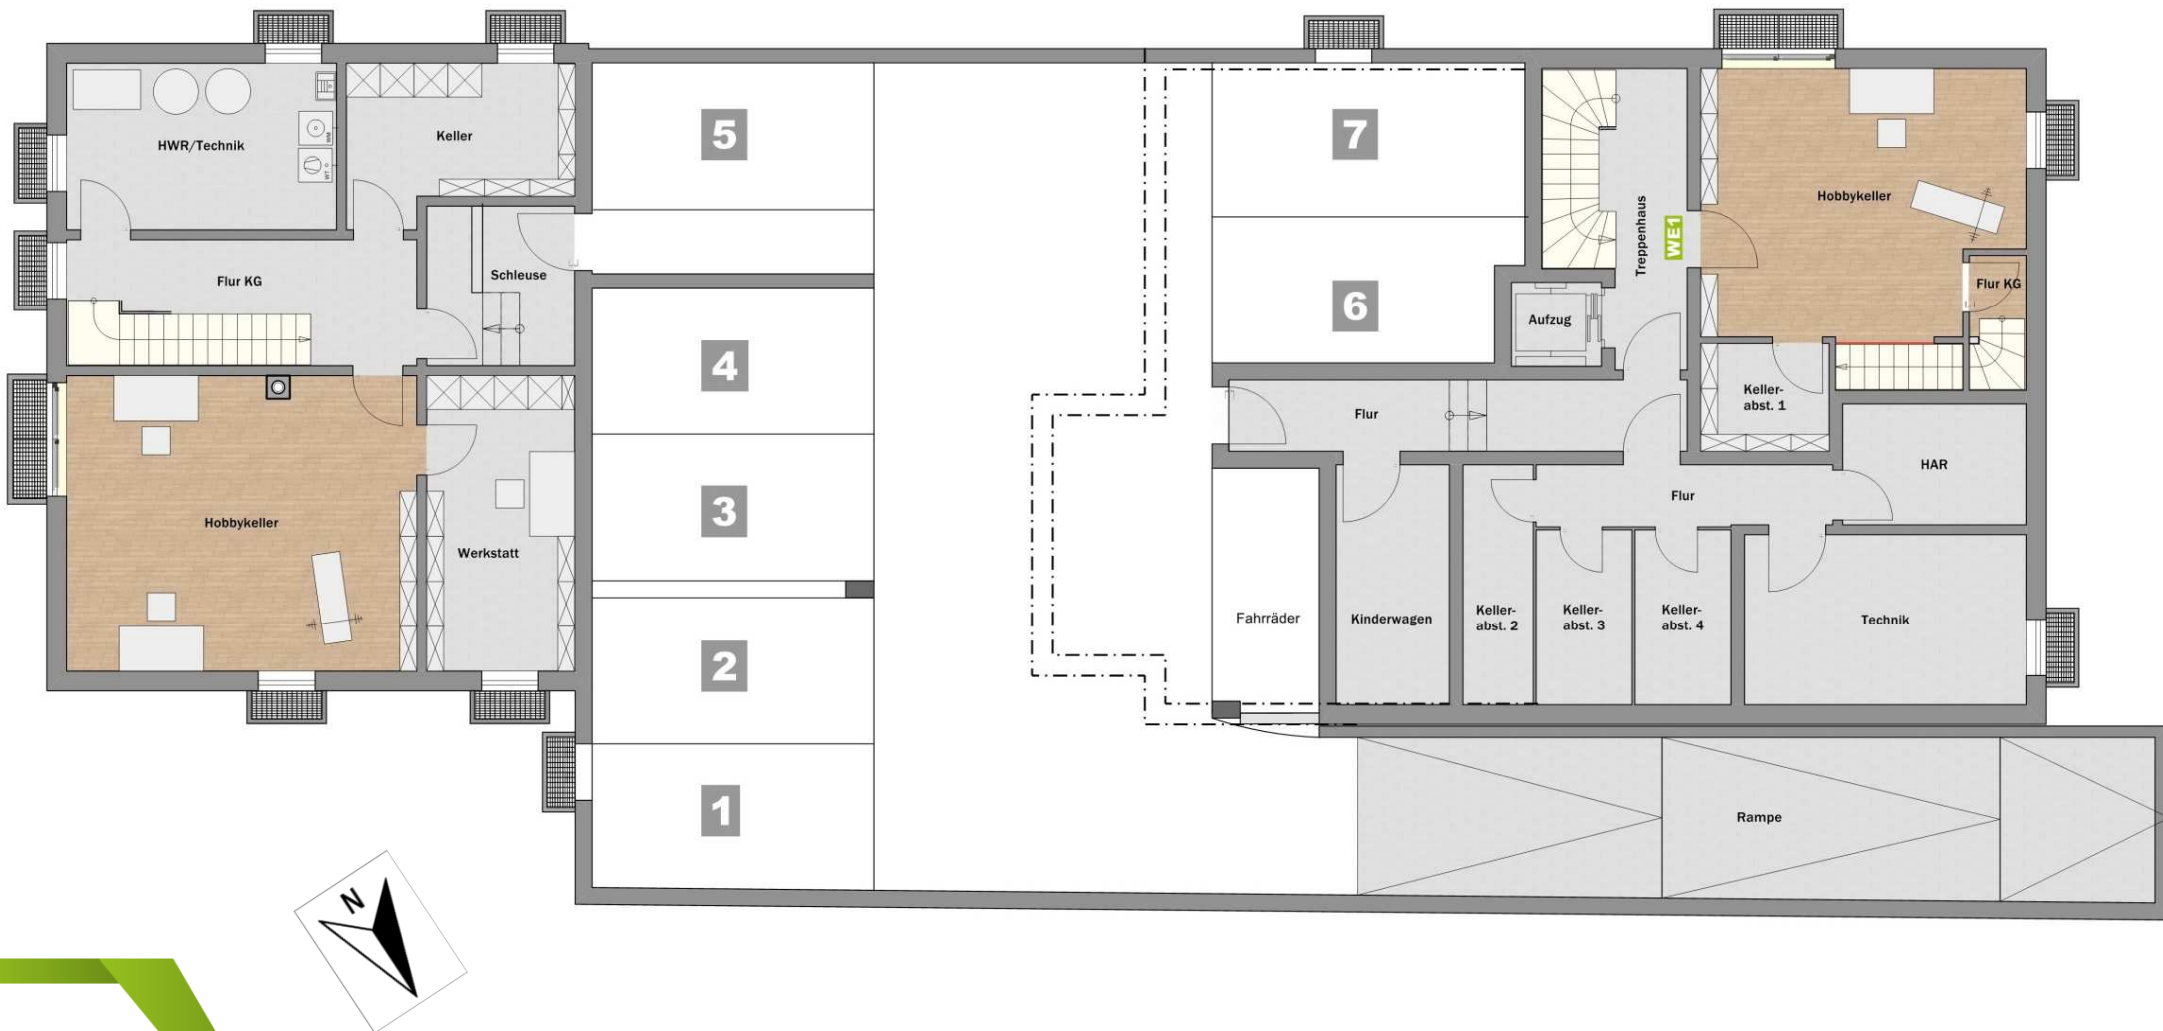 HWR/Technik
WM
WT
Keller
5
7
Treppenhaus
WE1
Hobbykeller
Flur KG
Schleuse
Flur KG
6
Aufzug
4
Keller-
abst. 1
Flur
HAR
3
Flur
Hobbykeller
Werkstatt
Fahrräder
Kinderwagen
Keller-
abst. 2
Keller-
abst. 3
Keller-
abst. 4
Technik
2
1
Rampe
N